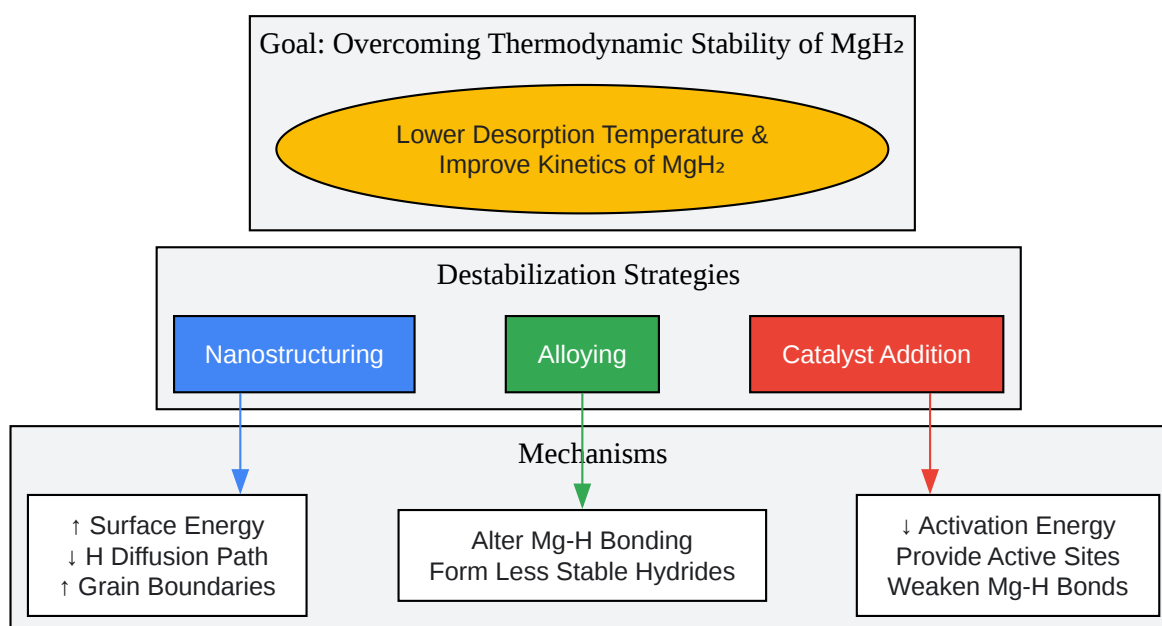 Goal: Overcoming Thermodynamic Stability of MgH₂
Lower Desorption Temperature &
Improve Kinetics of MgH₂
Destabilization Strategies
Nanostructuring
Alloying
Catalyst Addition
Mechanisms
↑ Surface Energy
↓ H Diffusion Path
↑ Grain Boundaries
Alter Mg-H Bonding
Form Less Stable Hydrides
↓ Activation Energy
Provide Active Sites
Weaken Mg-H Bonds